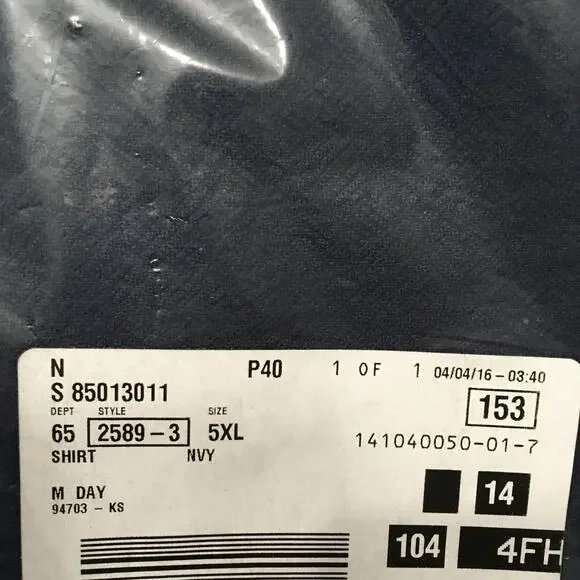 N P40 1 OF 1 04/04/16-03:40
S 85013011
DEPT STYLE SIZE
153
65 2589-3 5XL
141040050-01-7
SHIRT NVY
M DAY
14
94703 - KS
104 4FH